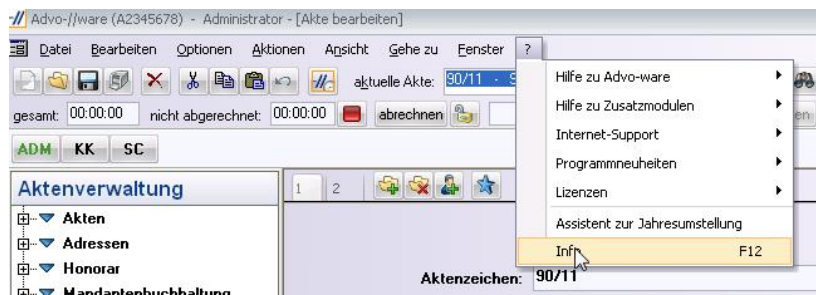 Advo-//ware (A2345678) - Administrator - [Akte bearbeiten]
Datei Bearbeiten Optionen Aktionen Ansicht Gehe zu Fenster ?
aktuelle Akte: 90/11 - S
gesamt: 00:00:00 nicht abgerechnet: 00:00:00 abrechnen en
ADM KK SC
Hilfe zu Advo-ware
Hilfe zu Zusatzmodulen
Internet-Support
Programmneuheiten
Lizenzen
Assistent zur Jahresumstellung
Info F12
Aktenverwaltung
1 2
Akten
Adressen
Honorar
Mandantenbuchhaltung
Aktenzeichen: 90/11